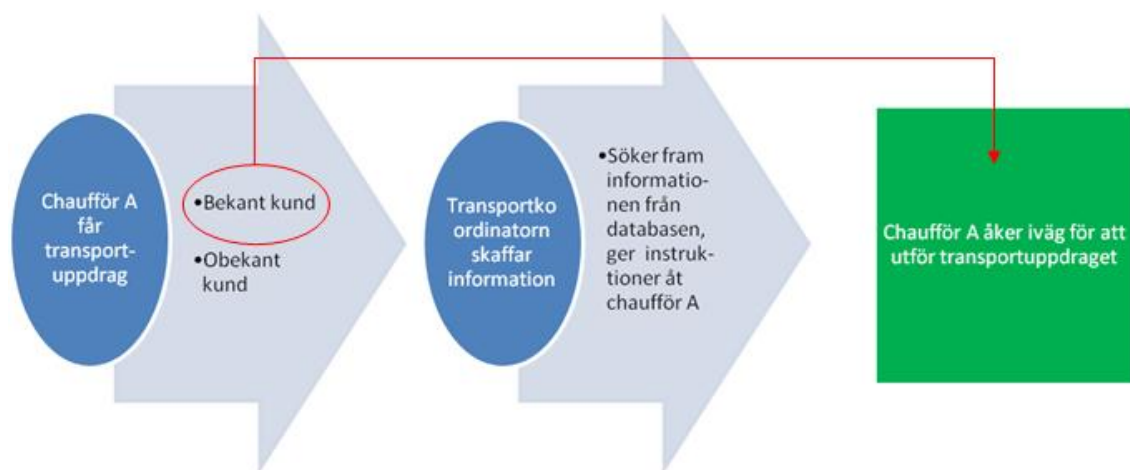 Chaufför A
får
transport-
uppdrag
•Bekant kund
•Obekant
kund
Transportko
ordinatorn
skaffar
information
•Söker fram
informatio-
nen från
databasen,
ger instruk-
tioner åt
chaufför A
Chaufför A åker iväg för att
utför transportuppdraget